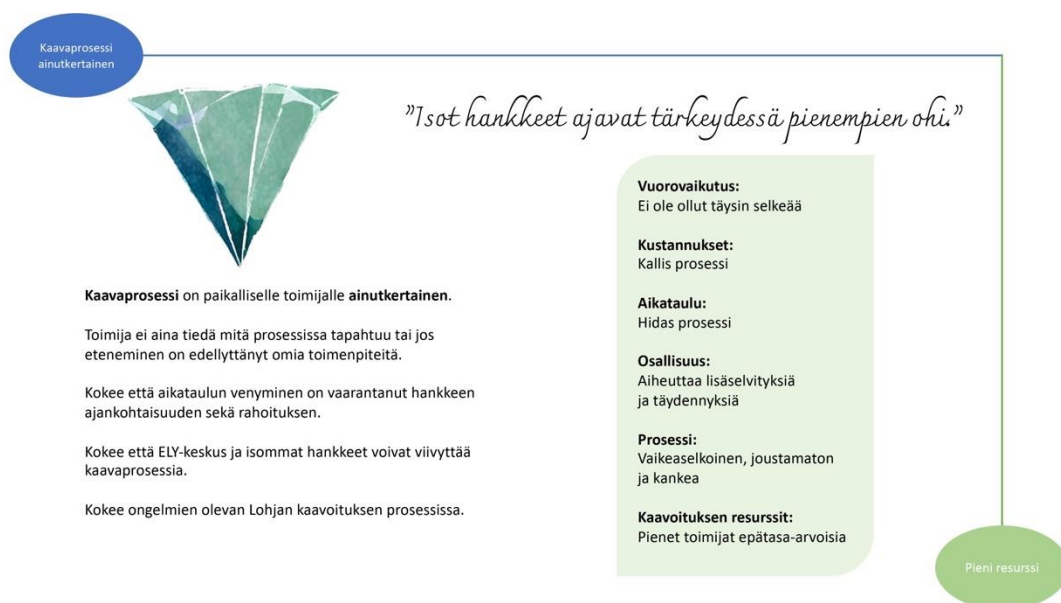 Kaavaprosessi
ainutkertainen
"Isot hankkeet ajavat tärkeydessä pienempien ohi."
Kaavaprosessi on paikalliselle toimijalle ainutkertainen.
Toimija ei aina tiedä mitä prosessissa tapahtuu tai jos
eteneminen on edellyttänyt omia toimenpiteitä.
Kokee että aikataulun venyminen on vaarantanut hankkeen
ajankohtaisuuden sekä rahoituksen.
Kokee että ELY-keskus ja isommat hankkeet voivat viivyttää
kaavaprosessia.
Kokee ongelmien olevan Lohjan kaavoituksen prosessissa.
Vuorovaikutus:
Ei ole ollut täysin selkeää
Kustannukset:
Kallis prosessi
Aikataulu:
Hidas prosessi
Osallisuus:
Aiheuttaa lisäselvityksiä
ja täydennyksiä
Prosessi:
Vaikeaselkoinen, joustamaton
ja kankea
Kaavoituksen resurssit:
Pienet toimijat epätasa-arvoisia
Pieni resurssi